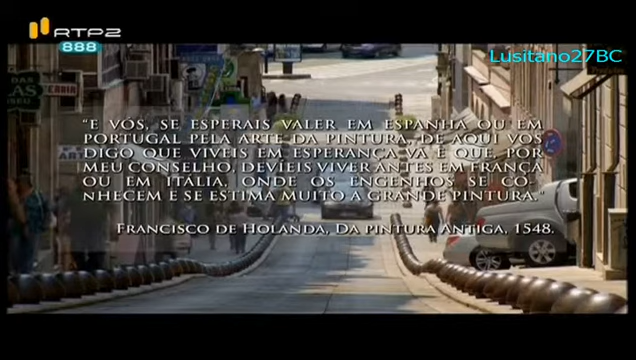 RTP2
888
Lusitano27BC
"E VÓS, SE ESPERAIS VALER EM ESPANHA OU EM
PORTUGAL PELA ARTE DA PINTURA, DE AQUI VOS
DIGO QUE VIVEIS EM ESPERANÇA VÃ E QUE, POR
MEU CONSELHO, DEVÍEIS VIVER ANTES EM FRANÇA
OU EM ITÁLIA, ONDE OS ENGENHOS SE CO-
NHECEM E SE ESTIMA MUITO A GRANDE PINTURA."
FRANCISCO DE HOLANDA, DA PINTURA ANTIGA, 1548.